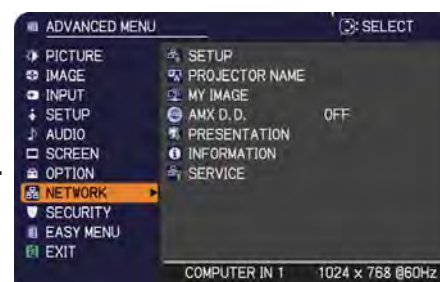 ADVANCED MENU : SELECT
PICTURE
IMAGE
INPUT
SETUP
AUDIO
SCREEN
OPTION
NETWORK
SECURITY
EASY MENU
EXIT
SETUP
PROJECTOR NAME
MY IMAGE
AMX D.D. OFF
PRESENTATION
INFORMATION
SERVICE
COMPUTER IN 1 1024 x 768 @60Hz